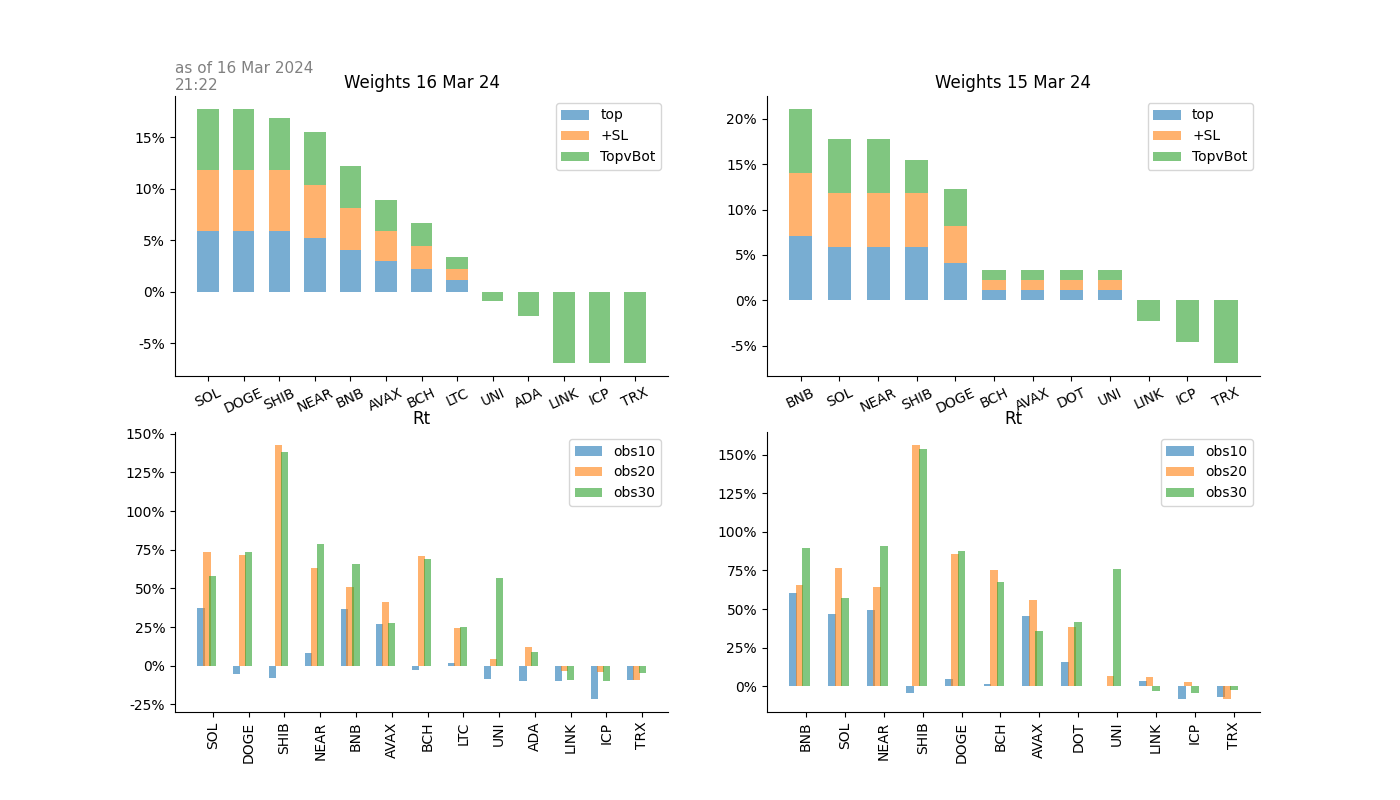 as of 16 Mar 2024
21:22
Weights 16 Mar 24
top
+SL
TopvBot
15%
10%
5%
0%
-5%
SOL DOGE SHIB NEAR BNB AVAX BCH LTC UNI ADA LINK ICP TRX
Weights 15 Mar 24
top
+SL
TopvBot
20%
15%
10%
5%
0%
-5%
BNB SOL NEAR SHIB DOGE BCH AVAX DOT UNI LINK ICP TRX
Rt
obs10
obs20
obs30
150%
125%
100%
75%
50%
25%
0%
-25%
SOL DOGE SHIB NEAR BNB AVAX BCH LTC UNI ADA LINK ICP TRX
Rt
obs10
obs20
obs30
150%
125%
100%
75%
50%
25%
0%
BNB SOL NEAR SHIB DOGE BCH AVAX DOT UNI LINK ICP TRX